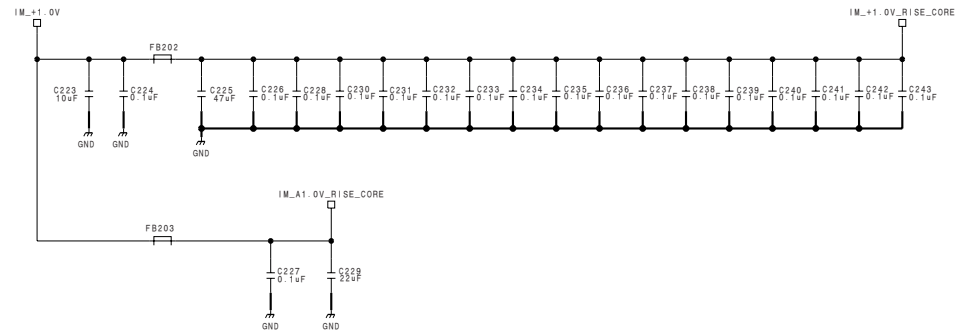 IM_+1.0V
IM_+1.0V_RISE_CORE
FB202
C223
10uF
C224
0.1uF
C225
47uF
C226
0.1uF
C228
0.1uF
C230
0.1uF
C231
0.1uF
C232
0.1uF
C233
0.1uF
C234
0.1uF
C235
0.1uF
C236
0.1uF
C237
0.1uF
C238
0.1uF
C239
0.1uF
C240
0.1uF
C241
0.1uF
C242
0.1uF
C243
0.1uF
GND
GND
GND
IM_A1.0V_RISE_CORE
FB203
C227
0.1uF
C229
22uF
GND
GND